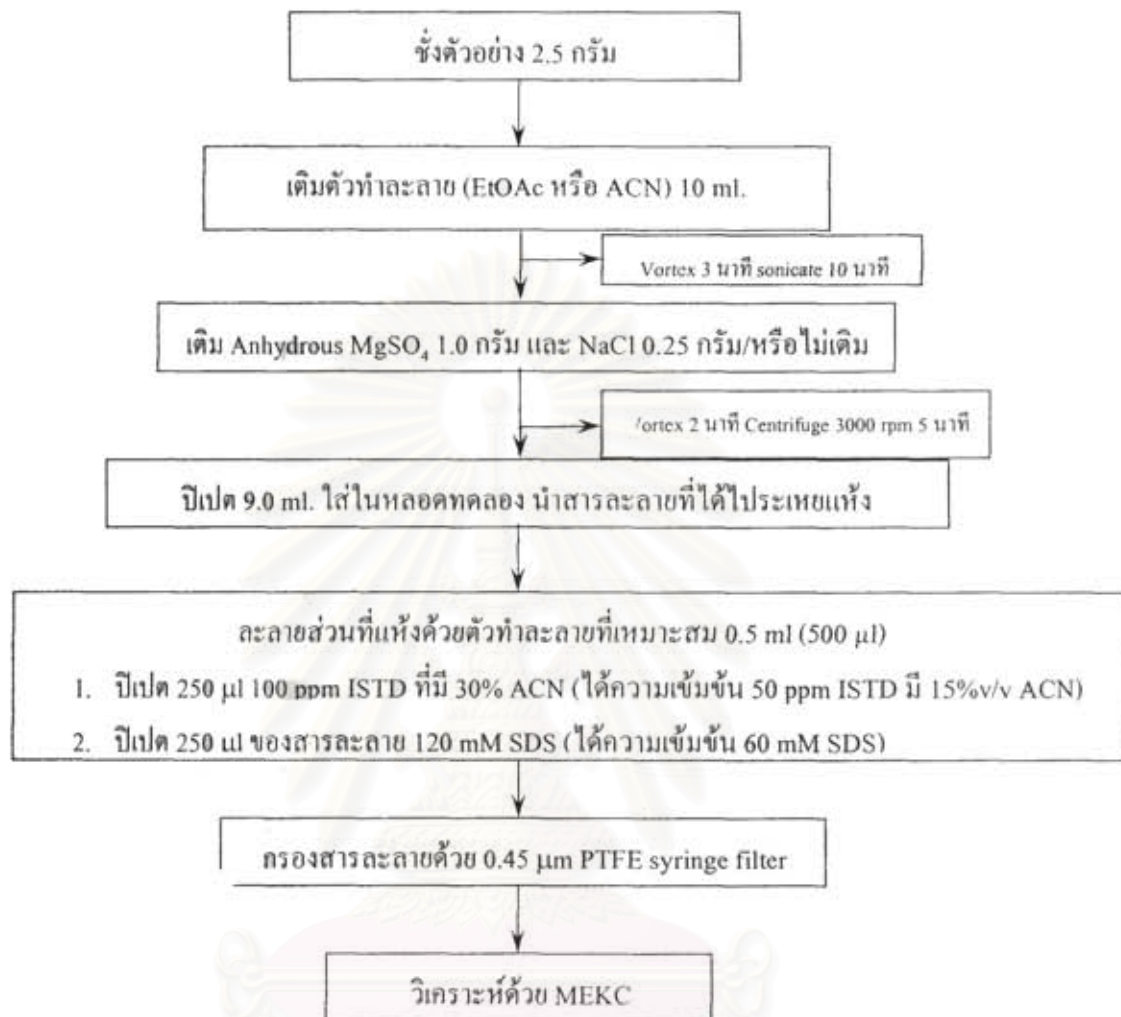 ชั่งตัวอย่าง 2.5 กรัม
เติมตัวทำละลาย (EtOAc หรือ ACN) 10 ml.
Vortex 3 นาที sonicate 10 นาที
เติม Anhydrous MgSO₄ 1.0 กรัม และ NaCl 0.25 กรัม/หรือไม่เติม
ortex 2 นาที Centrifuge 3000 rpm 5 นาที
ปิเปต 9.0 ml. ใส่ในหลอดทดลอง นำสารละลายที่ได้ไประเหยแห้ง
ละลายส่วนที่แห้งด้วยตัวทำละลายที่เหมาะสม 0.5 ml (500 μl)
1. ปิเปต 250 μl 100 ppm ISTD ที่มี 30% ACN (ได้ความเข้มข้น 50 ppm ISTD มี 15%v/v ACN)
2. ปิเปต 250 μl ของสารละลาย 120 mM SDS (ได้ความเข้มข้น 60 mM SDS)
กรองสารละลายด้วย 0.45 μm PTFE syringe filter
วิเคราะห์ด้วย MEKC